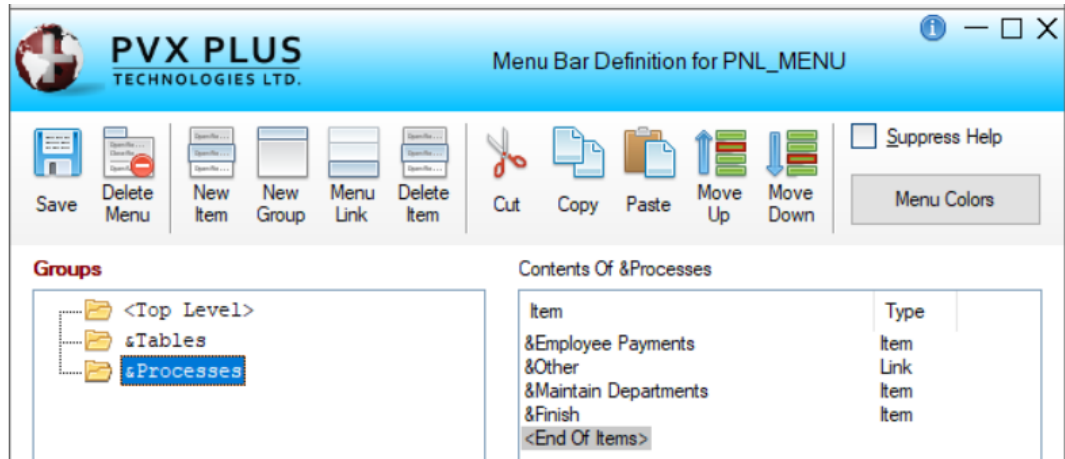 PVX PLUS
TECHNOLOGIES LTD.
Menu Bar Definition for PNL_MENU
Save
Delete
Menu
New
Item
New
Group
Menu
Link
Delete
Item
Cut
Copy
Paste
Move
Up
Move
Down
Suppress Help
Menu Colors
Groups
<Top Level>
&Tables
&Processes
Contents Of &Processes
Item Type
&Employee Payments Item
&Other Link
&Maintain Departments Item
&Finish Item
<End Of Items>